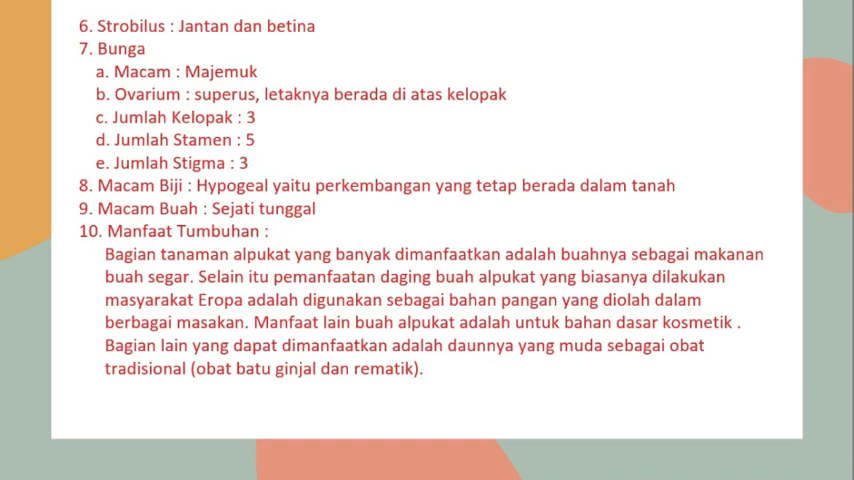 6. Strobilus : Jantan dan betina
7. Bunga
a. Macam : Majemuk
b. Ovarium : superus, letaknya berada di atas kelopak
c. Jumlah Kelopak : 3
d. Jumlah Stamen : 5
e. Jumlah Stigma : 3
8. Macam Biji : Hypogeal yaitu perkembangan yang tetap berada dalam tanah
9. Macam Buah : Sejati tunggal
10. Manfaat Tumbuhan :
Bagian tanaman alpukat yang banyak dimanfaatkan adalah buahnya sebagai makanan
buah segar. Selain itu pemanfaatan daging buah alpukat yang biasanya dilakukan
masyarakat Eropa adalah digunakan sebagai bahan pangan yang diolah dalam
berbagai masakan. Manfaat lain buah alpukat adalah untuk bahan dasar kosmetik .
Bagian lain yang dapat dimanfaatkan adalah daunnya yang muda sebagai obat
tradisional (obat batu ginjal dan rematik).